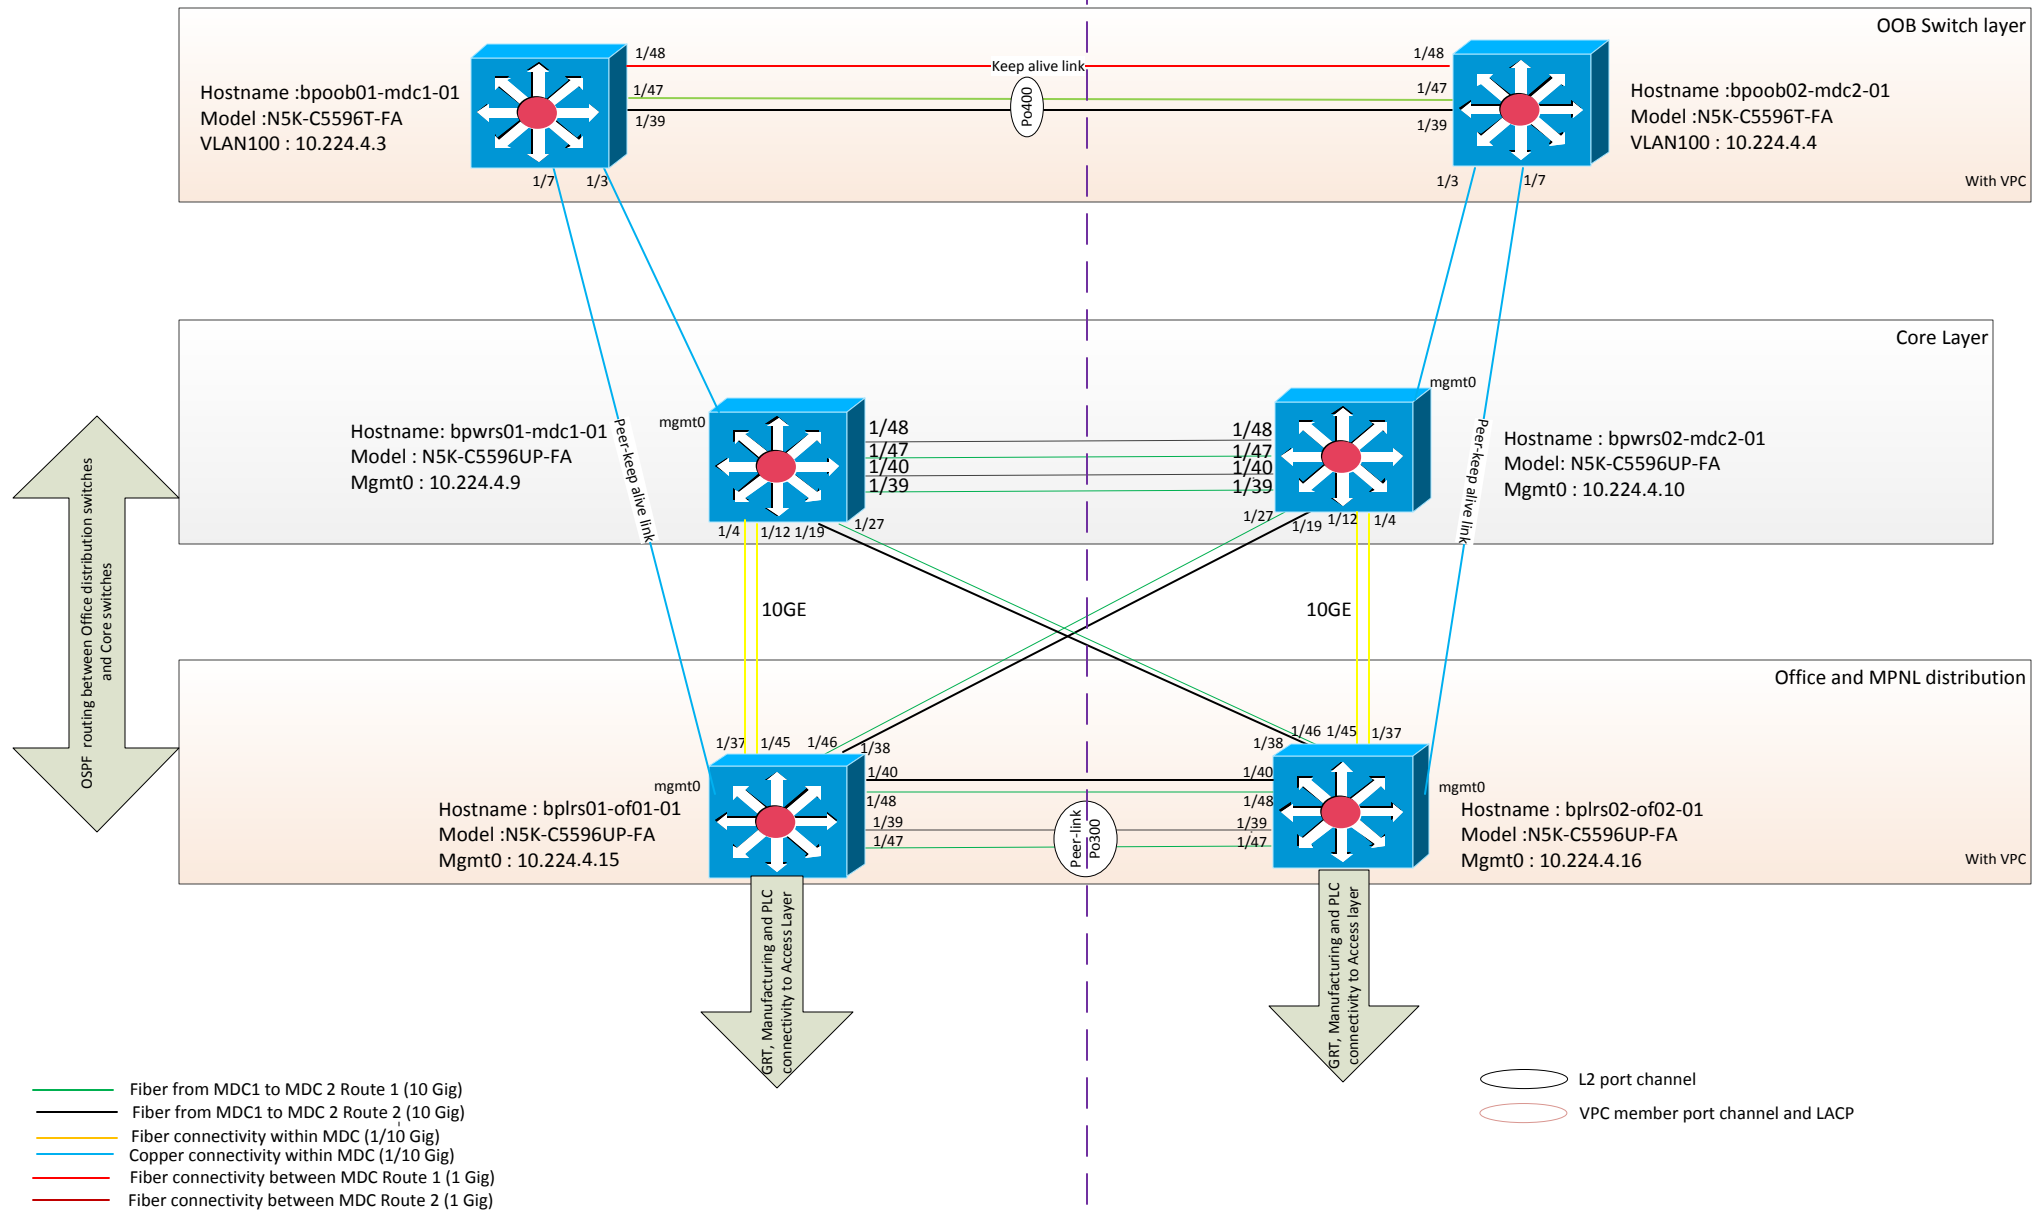 OOB Switch layer
1/48
Keep alive link
1/48
Hostname :bpoob01-mdc1-01
Model :N5K-C5596T-FA
VLAN100 : 10.224.4.3
1/47
Po400
1/47
1/39
1/39
Hostname :bpoob02-mdc2-01
Model :N5K-C5596T-FA
VLAN100 : 10.224.4.4
1/7
1/3
1/3
1/7
With VPC
Core Layer
mgmt0
mgmt0
Hostname: bpwrs01-mdc1-01
Model : N5K-C5596UP-FA
Mgmt0 : 10.224.4.9
1/48
1/47
1/40
1/39
1/48
1/47
1/40
1/39
Hostname : bpwrs02-mdc2-01
Model: N5K-C5596UP-FA
Mgmt0 : 10.224.4.10
Peer-keep alive link
Peer-keep alive link
1/4
1/12
1/19
1/27
1/27
1/19
1/12
1/4
OSPF routing between Office distribution switches
and Core switches
10GE
10GE
Office and MPNL distribution
1/37
1/45
1/46
1/38
1/38
1/46
1/45
1/37
mgmt0
1/40
1/40
mgmt0
1/48
1/48
1/39
1/39
1/47
1/47
Peer-link
Po300
Hostname : bplrs01-of01-01
Model :N5K-C5596UP-FA
Mgmt0 : 10.224.4.15
Hostname : bplrs02-of02-01
Model :N5K-C5596UP-FA
Mgmt0 : 10.224.4.16
With VPC
GRT, Manufacturing and PLC
connectivity to Access Layer
GRT, Manufacturing and PLC
connectivity to Access layer
Fiber from MDC1 to MDC 2 Route 1 (10 Gig)
Fiber from MDC1 to MDC 2 Route 2 (10 Gig)
Fiber connectivity within MDC (1/10 Gig)
Copper connectivity within MDC (1/10 Gig)
Fiber connectivity between MDC Route 1 (1 Gig)
Fiber connectivity between MDC Route 2 (1 Gig)
L2 port channel
VPC member port channel and LACP